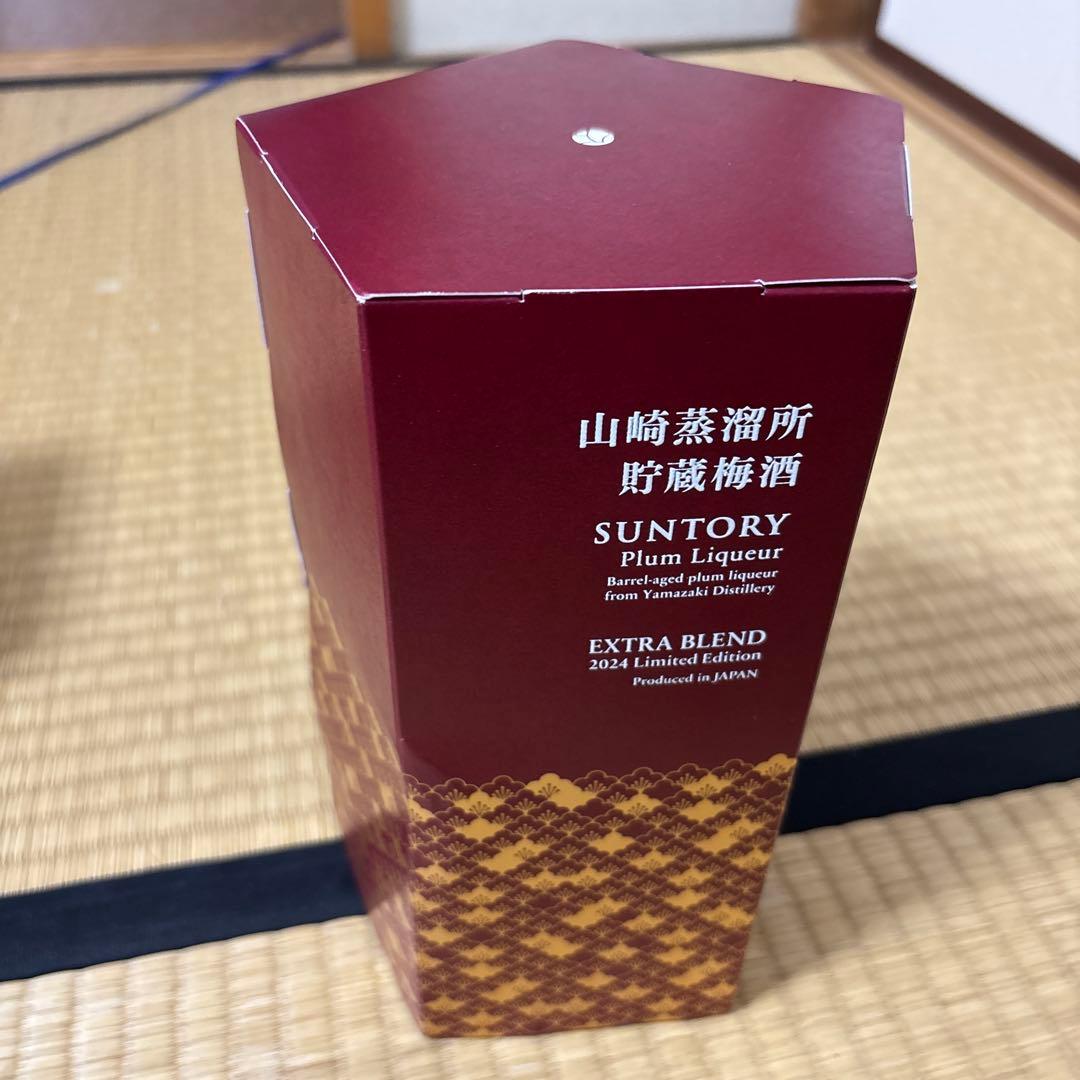 山崎蒸溜所
貯蔵梅酒
SUNTORY
Plum Liqueur
Barrel-aged plum liqueur
from Yamazaki Distillery
EXTRA BLEND
2024 Limited Edition
Produced in JAPAN